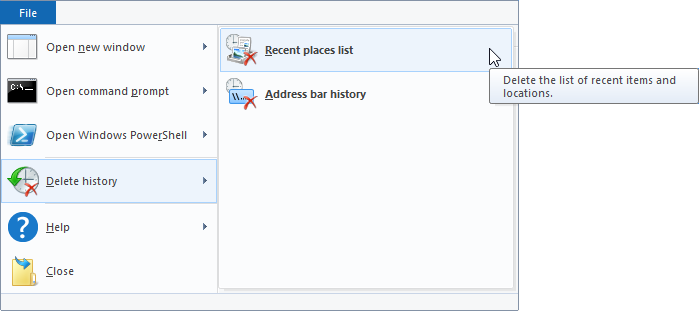 File
Open new window
Open command prompt
Open Windows PowerShell
Delete history
Help
Close
Recent places list
Address bar history
Delete the list of recent items and
locations.
C:\_
\\..
?